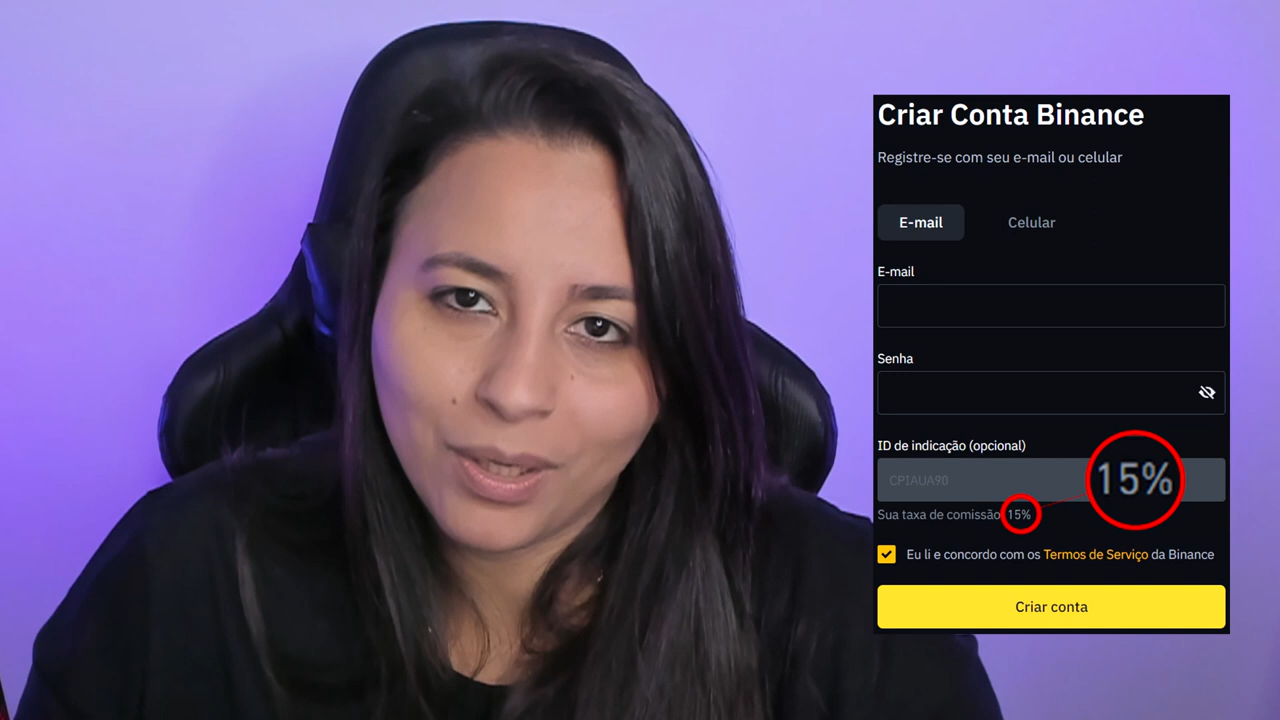 Criar Conta Binance
Registre-se com seu e-mail ou celular
E-mail Celular
E-mail
Senha
ID de indicação (opcional)
CPIAUA90
15%
Sua taxa de comissão 15%
Eu li e concordo com os Termos de Serviço da Binance
Criar conta